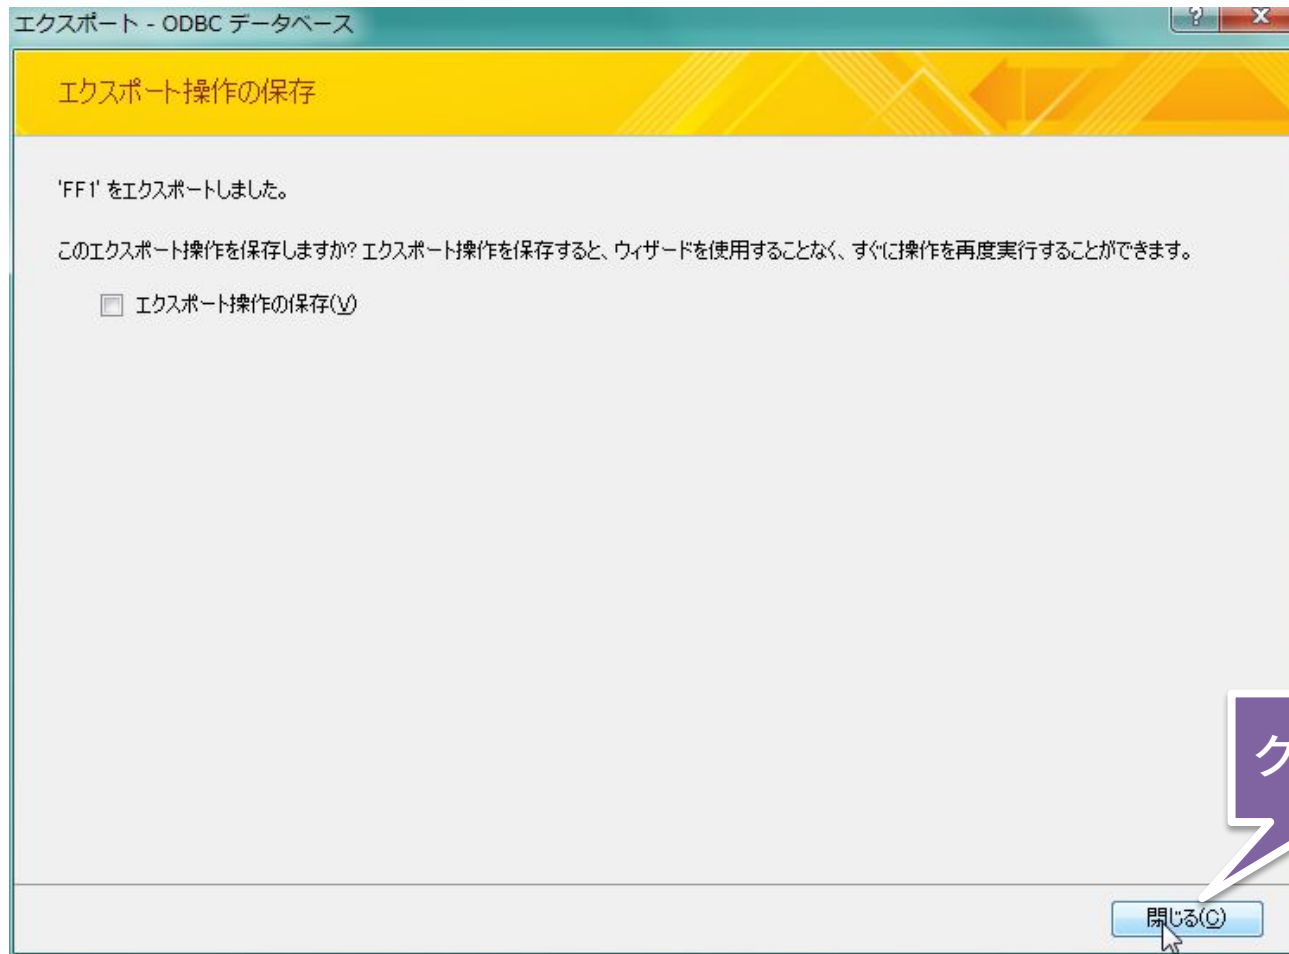 エクスポート - ODBC データベース
エクスポート操作の保存
'FF1' をエクスポートしました。
このエクスポート操作を保存しますか? エクスポート操作を保存すると、ウィザードを使用することなく、すぐに操作を再度実行することができます。
エクスポート操作の保存(V)
閉じる(C)